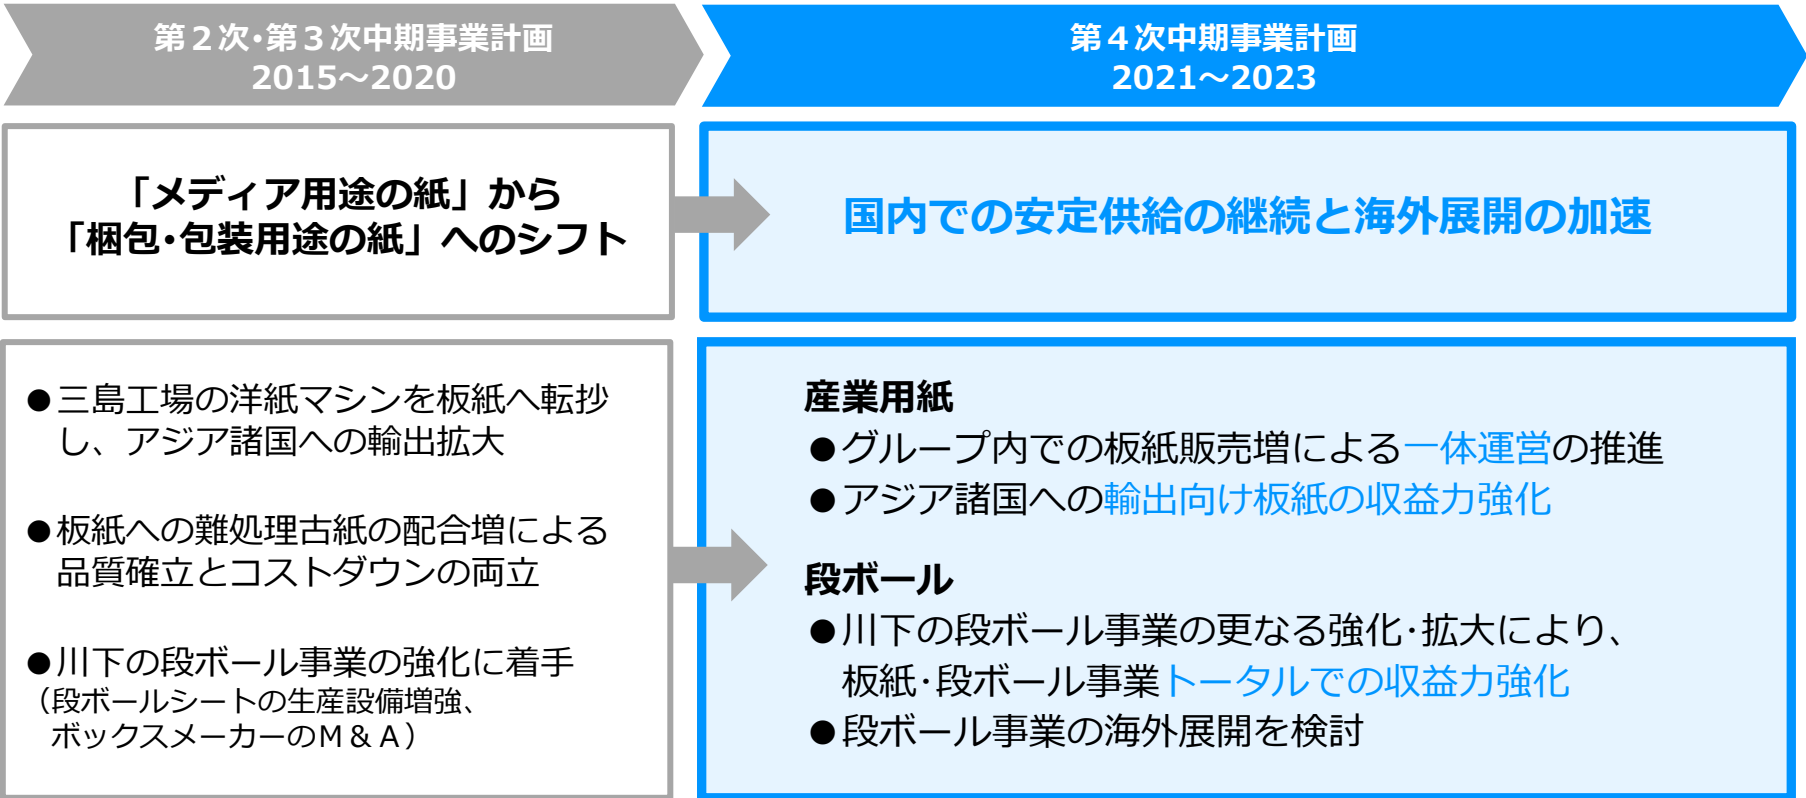 第２次･第３次中期事業計画
2015～2020
第４次中期事業計画
2021～2023
「メディア用途の紙」から
「梱包･包装用途の紙」へのシフト
国内での安定供給の継続と海外展開の加速
●三島工場の洋紙マシンを板紙へ転抄
し、アジア諸国への輸出拡大
●板紙への難処理古紙の配合増による
品質確立とコストダウンの両立
●川下の段ボール事業の強化に着手
（段ボールシートの生産設備増強、
ボックスメーカーのＭ＆Ａ）
産業用紙
●グループ内での板紙販売増による一体運営の推進
●アジア諸国への輸出向け板紙の収益力強化
段ボール
●川下の段ボール事業の更なる強化･拡大により、
板紙･段ボール事業トータルでの収益力強化
●段ボール事業の海外展開を検討